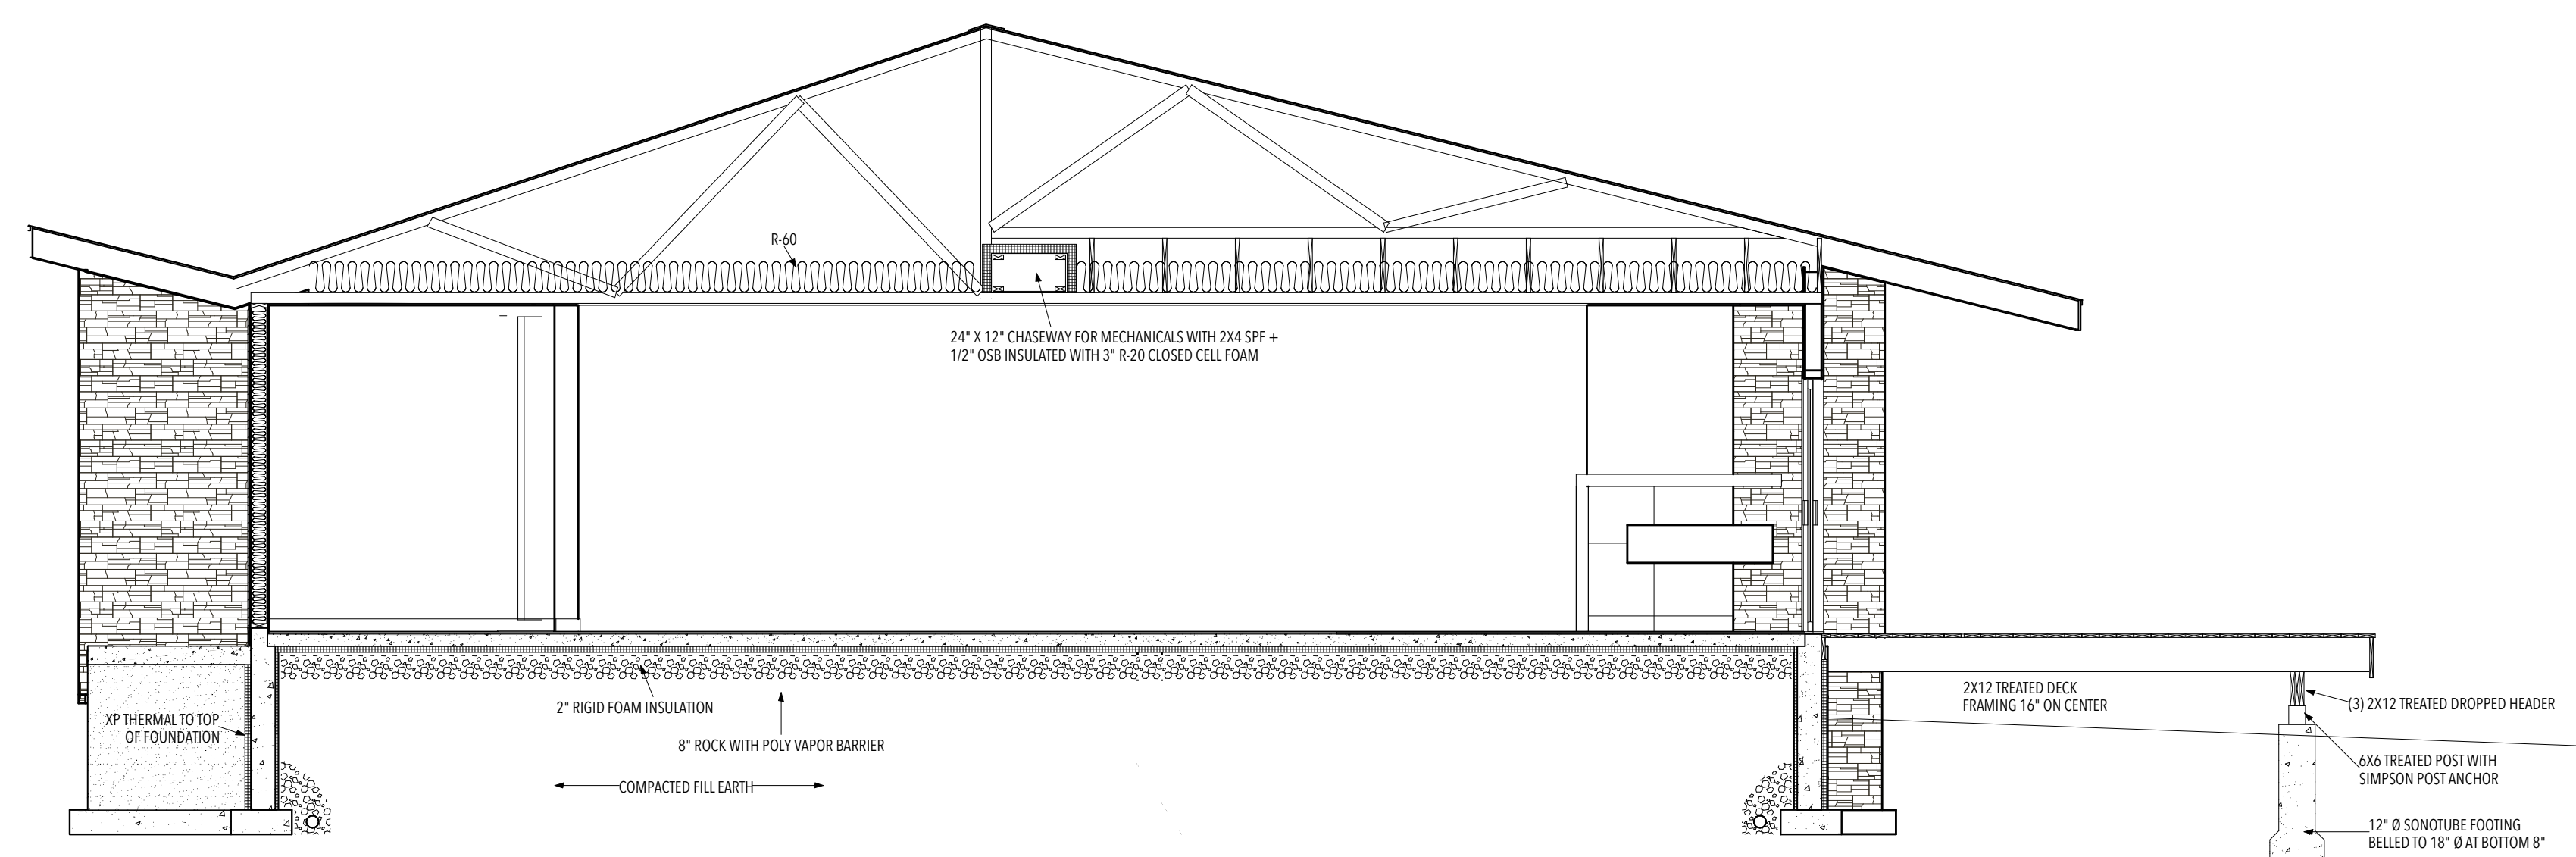 R-60
24" X 12" CHASEWAY FOR MECHANICALS WITH 2X4 SPF +
1/2" OSB INSULATED WITH 3" R-20 CLOSED CELL FOAM
XP THERMAL TO TOP
OF FOUNDATION
2" RIGID FOAM INSULATION
8" ROCK WITH POLY VAPOR BARRIER
COMPACTED FILL EARTH
2X12 TREATED DECK
FRAMING 16" ON CENTER
(3) 2X12 TREATED DROPPED HEADER
6X6 TREATED POST WITH
SIMPSON POST ANCHOR
12" Ø SONOTUBE FOOTING
BELLED TO 18" Ø AT BOTTOM 8"